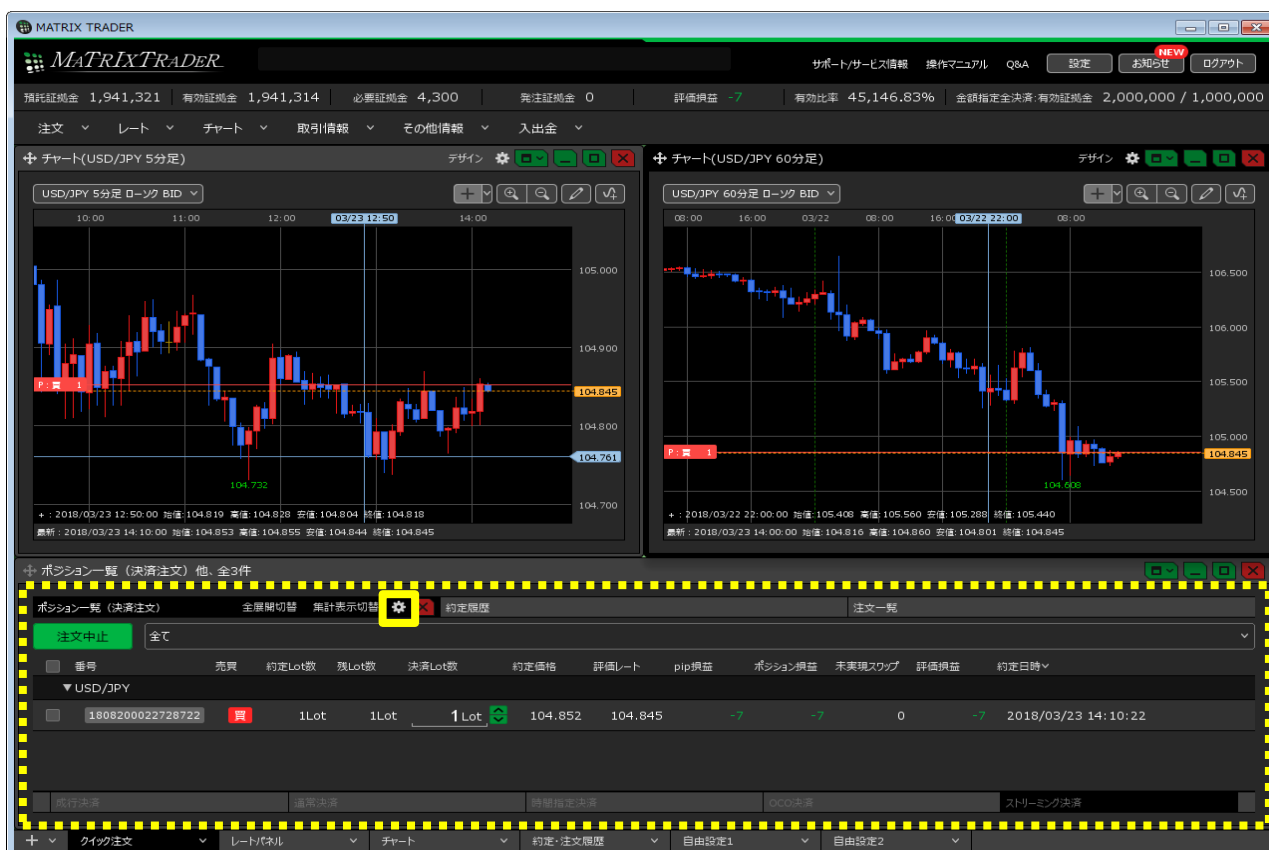 MATRIX TRADER
MATRIXTRADER サポート/サービス情報 操作マニュアル Q&A 設定 お知らせ NEW ログアウト
預託証拠金 1,941,321 有効証拠金 1,941,314 必要証拠金 4,300 発注証拠金 0 評価損益 -7 有効比率 45,146.83% 金額指定全決済:有効証拠金 2,000,000 / 1,000,000
注文 レート チャート 取引情報 その他情報 入出金
チャート(USD/JPY 5分足) デザイン
USD/JPY 5分足 ローソク BID
10:00 11:00 12:00 03/23 12:50 14:00
105.000
104.900
P:買 1
104.845
104.800
104.761
104.732
104.700
+ : 2018/03/23 12:50:00 始値:104.819 高値:104.828 安値:104.804 終値:104.818
最新 : 2018/03/23 14:10:00 始値:104.853 高値:104.855 安値:104.844 終値:104.845
チャート(USD/JPY 60分足) デザイン
USD/JPY 60分足 ローソク BID
08:00 16:00 03/22 08:00 16:00 03/22 22:00 08:00
106.500
106.000
105.500
105.000
P:買 1
104.845
104.608
104.500
+ : 2018/03/22 22:00:00 始値:105.408 高値:105.560 安値:105.288 終値:105.440
最新 : 2018/03/23 14:00:00 始値:104.816 高値:104.860 安値:104.801 終値:104.845
ポジション一覧（決済注文）他、全3件
ポジション一覧（決済注文） 全展開切替 集計表示切替 約定履歴 注文一覧
注文中止 全て
番号 売買 約定Lot数 残Lot数 決済Lot数 約定価格 評価レート pip損益 ポジション損益 未実現スワップ 評価損益 約定日時
▼USD/JPY
1808200022728722 買 1Lot 1Lot 1 Lot 104.852 104.845 -7 -7 0 -7 2018/03/23 14:10:22
成行決済 通常決済 時間指定決済 OCO決済 ストリーミング決済
クイック注文 レートパネル チャート 約定・注文履歴 自由設定1 自由設定2